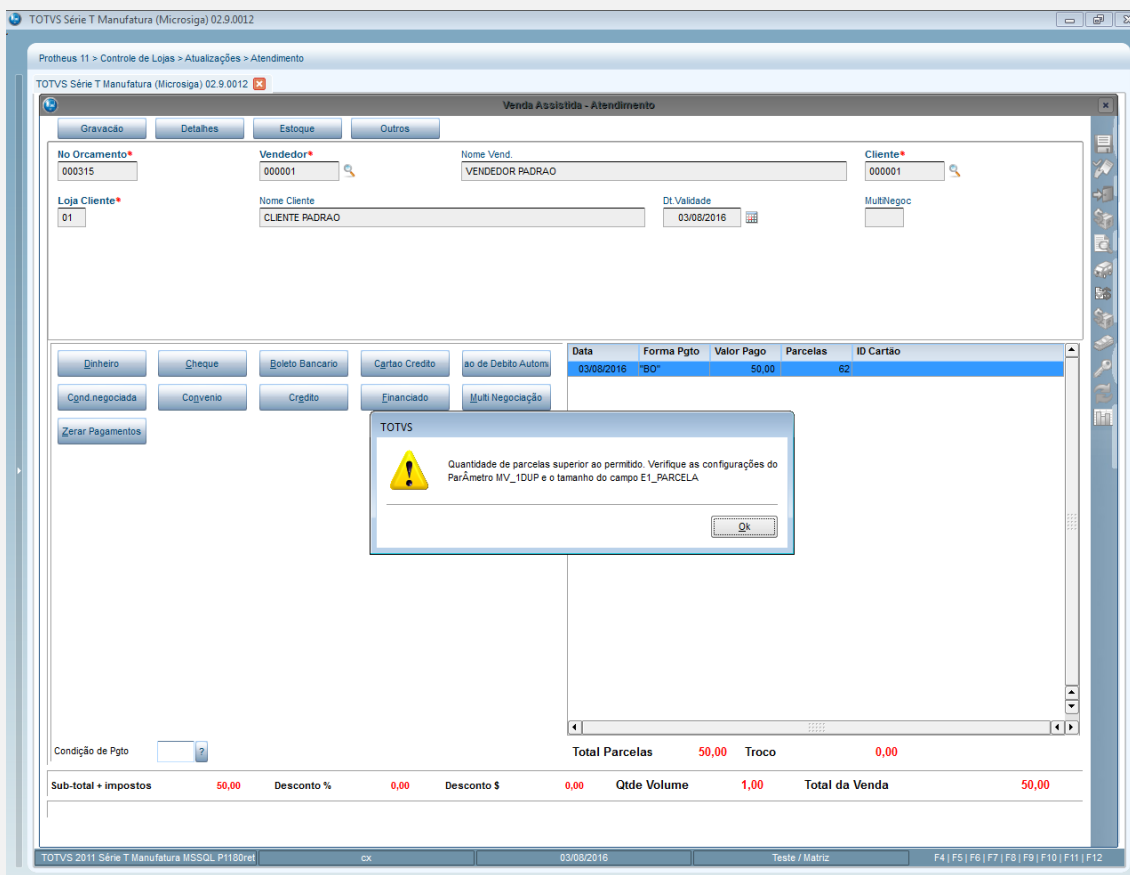 TOTVS Série T Manufatura (Microsiga) 02.9.0012
Protheus 11 > Controle de Lojas > Atualizações > Atendimento
TOTVS Série T Manufatura (Microsiga) 02.9.0012
Venda Assistida - Atendimento
Gravacão Detalhes Estoque Outros
No Orcamento* Vendedor* Nome Vend. Cliente*
000315 000001 VENDEDOR PADRAO 000001
Loja Cliente* Nome Cliente Dt.Validade MultiNegoc
01 CLIENTE PADRAO 03/08/2016
Dinheiro Cheque Boleto Bancario Cartao Credito ao de Debito Automa
Cond.negociada Convenio Credito Financiado Multi Negociação
Zerar Pagamentos
Data Forma Pgto Valor Pago Parcelas ID Cartão
03/08/2016 "BO" 50,00 62
TOTVS
Quantidade de parcelas superior ao permitido. Verifique as configurações do
ParÂmetro MV_1DUP e o tamanho do campo E1_PARCELA
Ok
Condição de Pgto ? Total Parcelas 50,00 Troco 0,00
Sub-total + impostos 50,00 Desconto % 0,00 Desconto $ 0,00 Qtde Volume 1,00 Total da Venda 50,00
TOTVS 2011 Série T Manufatura MSSQL P1180ret cx 03/08/2016 Teste / Matriz F4 | F5 | F6 | F7 | F8 | F9 | F10 | F11 | F12